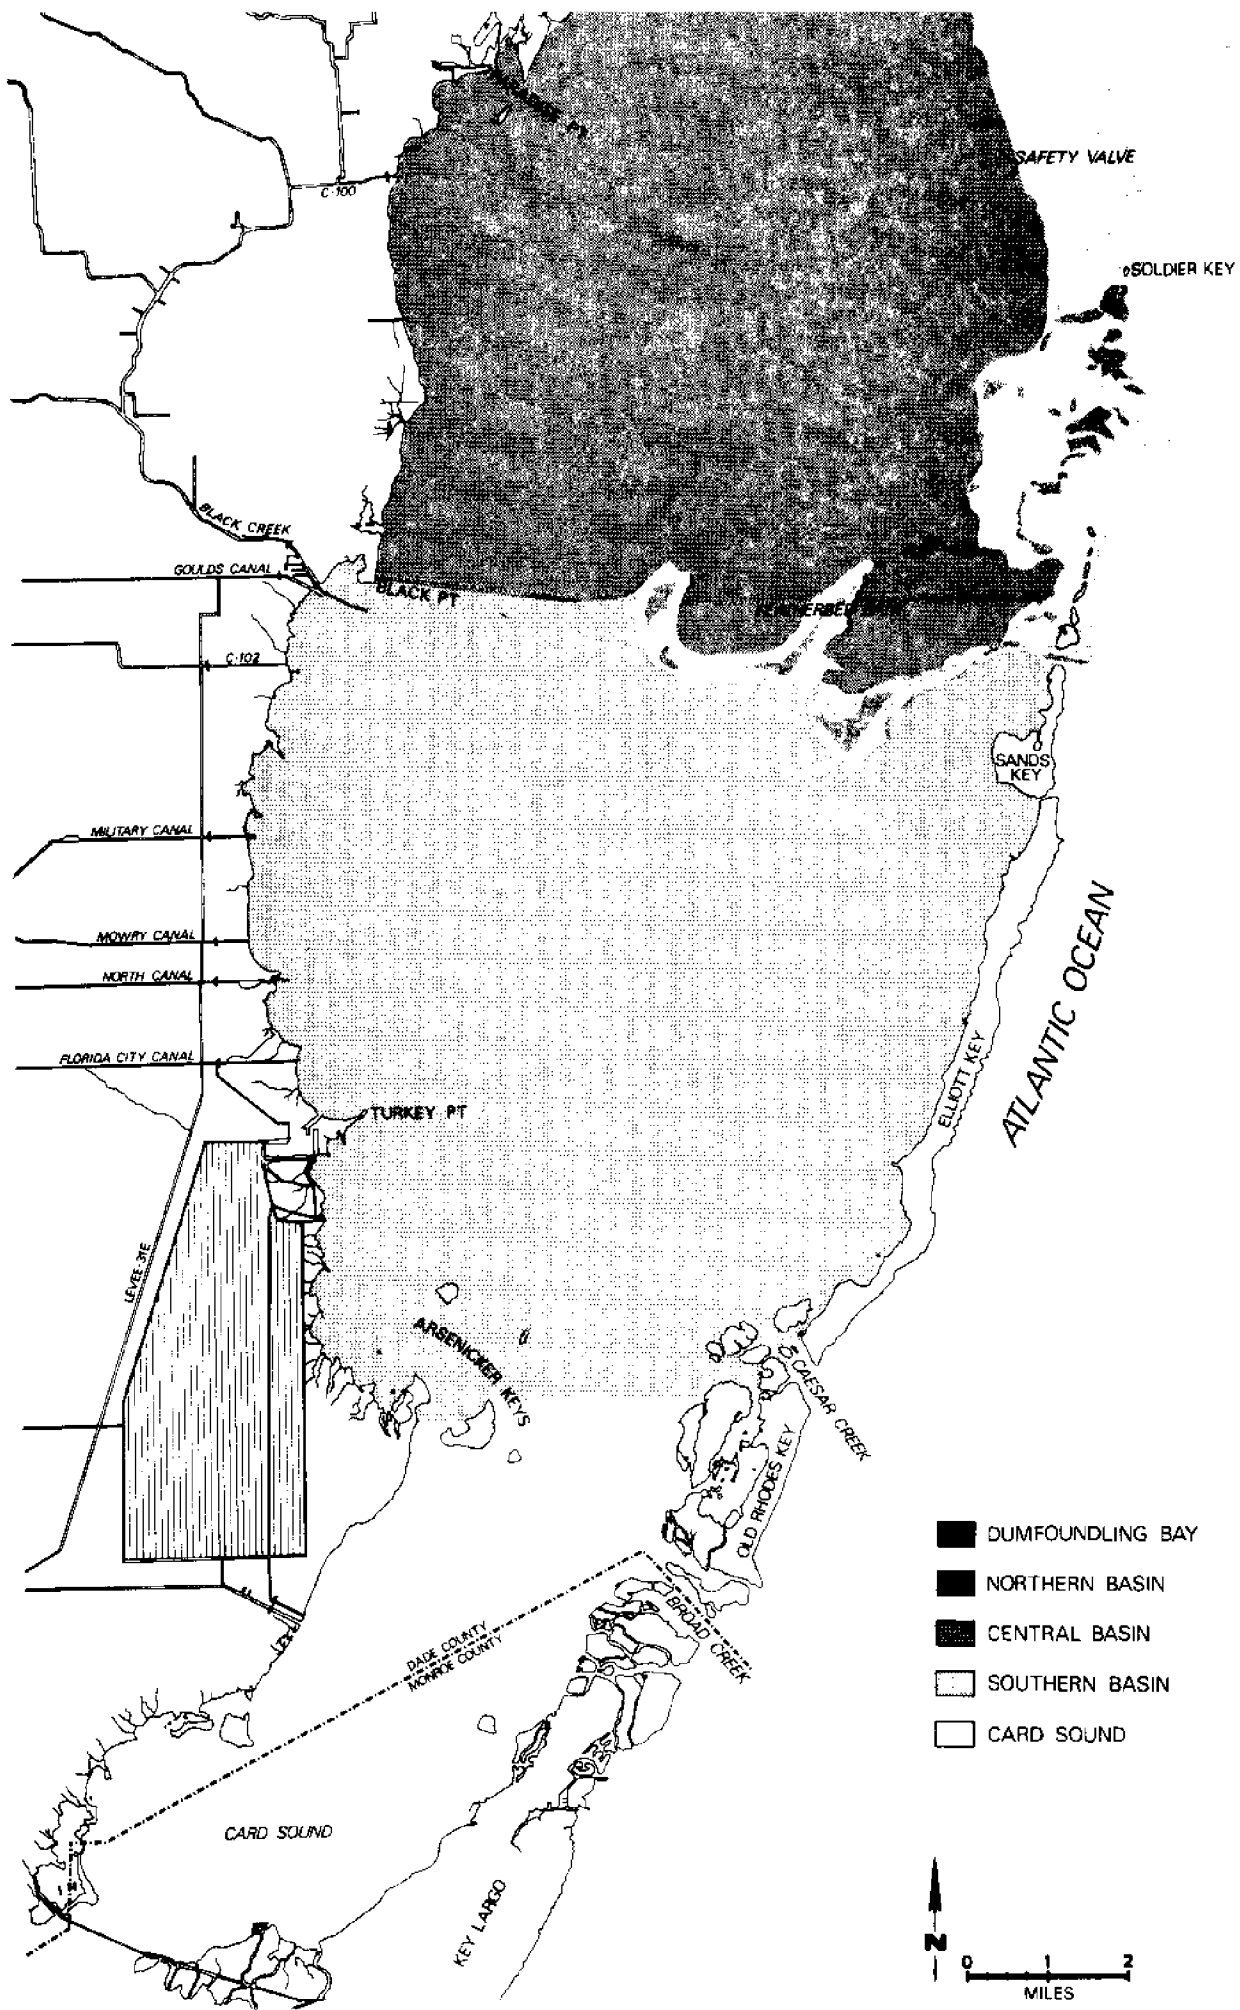 PT
SAFETY VALVE
C-100
SOLDIER KEY
BLACK CREEK
GOULDS CANAL
BLACK PT
C-102
SANDS
KEY
MILITARY CANAL
MOWRY CANAL
NORTH CANAL
FLORIDA CITY CANAL
ATLANTIC OCEAN
ELLIOTT KEY
TURKEY PT
LEVEE 31E
ARSENICKER KEYS
CAESAR CREEK
OLD RHODES KEY
BROAD CREEK
DADE COUNTY
MONROE COUNTY
DUMFOUNDLING BAY
NORTHERN BASIN
CENTRAL BASIN
SOUTHERN BASIN
CARD SOUND
CARD SOUND
KEY LARGO
N
0 1 2
MILES